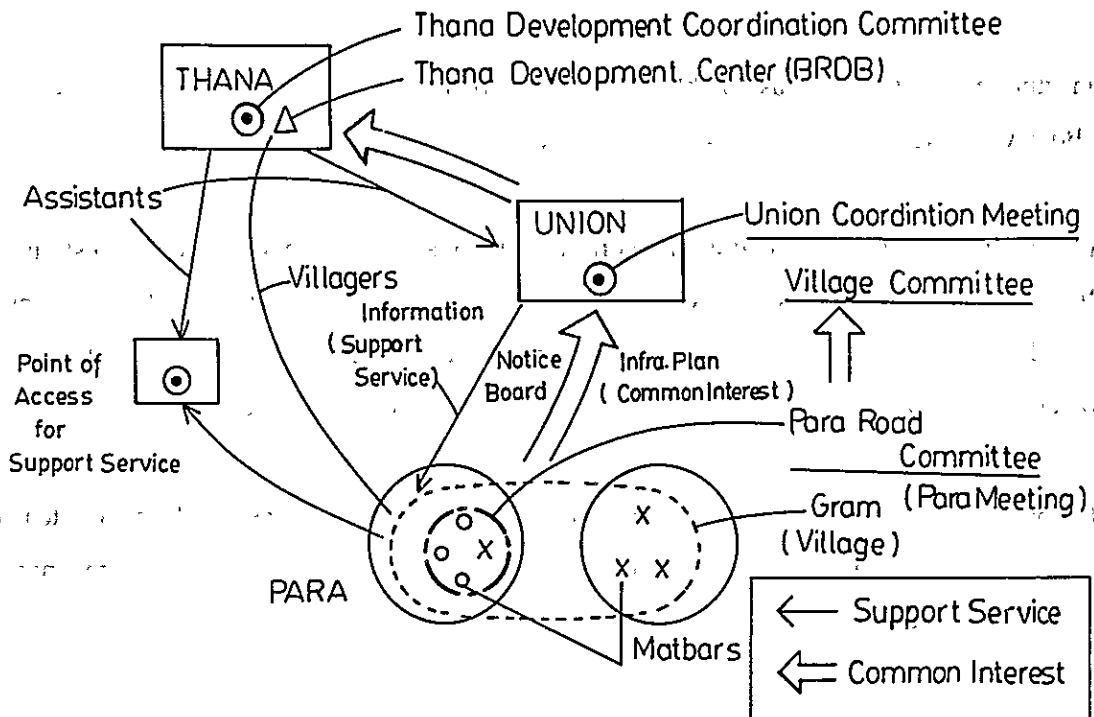 Thana Development Coordination Committee
Thana Development Center (BRDB)
THANA
Assistants
UNION
Union Coordintion Meeting
Village Committee
Villagers
Information
(Support
Service)
Notice
Board
Infra. Plan
(Common Interest)
Point of
Access
for
Support Service
Para Road
Committee
(Para Meeting)
Gram
(Village)
PARA
Matbars
Support Service
Common Interest
X
X
X X
X